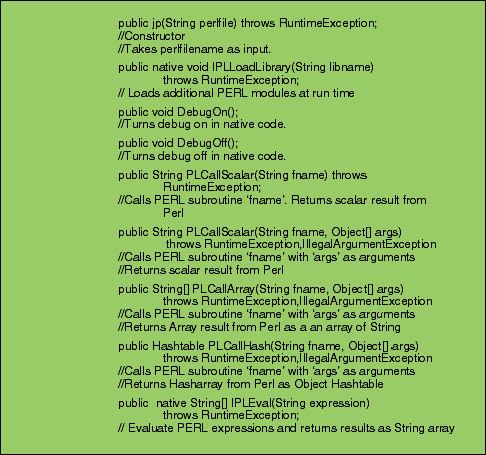 public jp(String perlfile) throws RuntimeException;
//Constructor
//Takes perlfilename as input.
public native void IPLLoadLibrary(String libname)
throws RuntimeException;
// Loads additional PERL modules at run time
public void DebugOn();
//Turns debug on in native code.
public void DebugOff();
//Turns debug off in native code.
public String PLCallScalar(String fname) throws
RuntimeException;
//Calls PERL subroutine ‘fname’. Returns scalar result from
Perl
public String PLCallScalar(String fname, Object[] args)
throws RuntimeException,IllegalArgumentException
//Calls PERL subroutine ‘fname’ with ‘args’ as arguments
//Returns scalar result from Perl
public String[] PLCallArray(String fname, Object[] args)
throws RuntimeException,IllegalArgumentException
//Calls PERL subroutine ‘fname’ with ‘args’ as arguments
//Returns Array result from Perl as a an array of String
public Hashtable PLCallHash(String fname, Object[] args)
throws RuntimeException,IllegalArgumentException
//Calls PERL subroutine ‘fname’ with ‘args’ as arguments
//Returns Hasharray from Perl as Object Hashtable
public native String[] IPLEval(String expression)
throws RuntimeException;
// Evaluate PERL expressions and returns results as String array